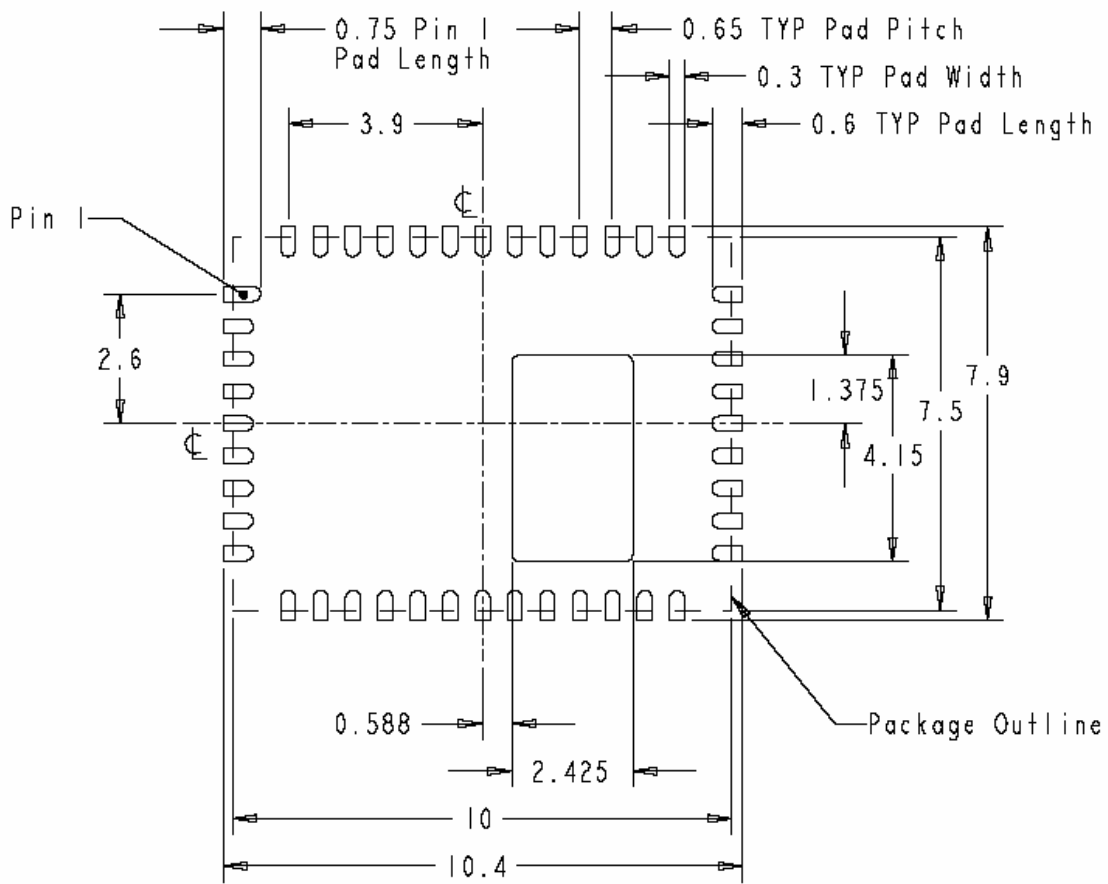 0.75 Pin 1
Pad Length
0.65 TYP Pad Pitch
0.3 TYP Pad Width
3.9
0.6 TYP Pad Length
℄
Pin 1
2.6
1.375
7.9
7.5
℄
4.15
0.588
Package Outline
2.425
10
10.4